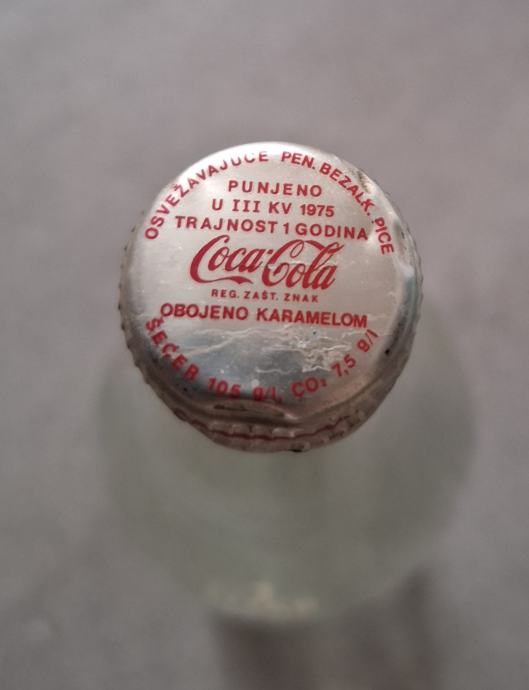 OSVEŽAVAJUĆE PEN. BEZALK. PIĆE
PUNJENO
U III KV 1975
TRAJNOST 1 GODINA
Coca-Cola
REG. ZAŠT. ZNAK
OBOJENO KARAMELOM
ŠEĆER 105 g/l, CO₂ 7,5 g/l